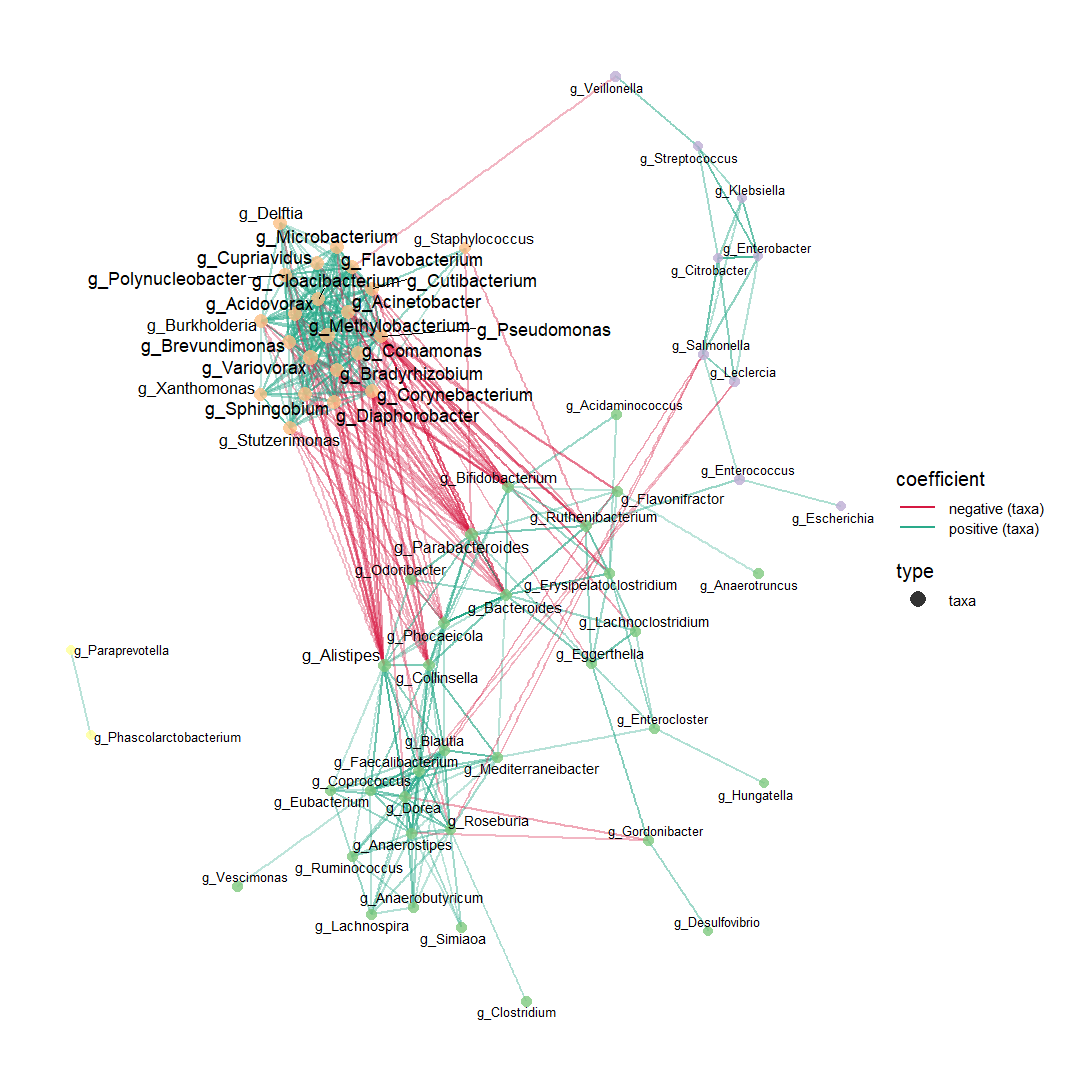 g_Veillonella
g_Streptococcus
g_Klebsiella
g_Delftia
g_Microbacterium
g_Staphylococcus
g_Enterobacter
g_Cupriavidus
g_Flavobacterium
g_Citrobacter
g_Polynucleobacter
g_Cloacibacterium
g_Cutibacterium
g_Acidovorax
g_Acinetobacter
g_Burkholderia
g_Methylobacterium
g_Pseudomonas
g_Brevundimonas
g_Comamonas
g_Salmonella
g_Variovorax
g_Bradyrhizobium
g_Leclercia
g_Xanthomonas
g_Corynebacterium
g_Sphingobium
g_Diaphorobacter
g_Acidaminococcus
g_Stutzerimonas
g_Bifidobacterium
g_Enterococcus
g_Flavonifractor
g_Ruthenibacterium
g_Escherichia
g_Parabacteroides
g_Odoribacter
g_Erysipelatoclostridium
g_Anaerotruncus
g_Bacteroides
g_Lachnoclostridium
g_Phocaeicola
g_Eggerthella
g_Alistipes
g_Collinsella
g_Paraprevotella
g_Phascolarctobacterium
g_Enterocloster
g_Blautia
g_Faecalibacterium
g_Mediterraneibacter
g_Coprococcus
g_Eubacterium
g_Dorea
g_Hungatella
g_Roseburia
g_Gordonibacter
g_Anaerostipes
g_Ruminococcus
g_Vescimonas
g_Anaerobutyricum
g_Lachnospira
g_Simiaoa
g_Desulfovibrio
g_Clostridium
coefficient
negative (taxa)
positive (taxa)
type
taxa